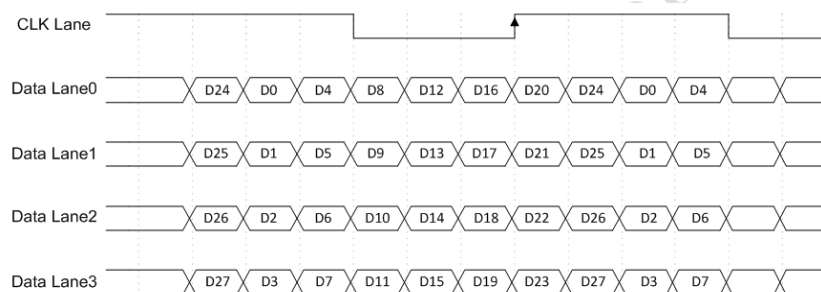 CLK Lane
Data Lane0 D24 D0 D4 D8 D12 D16 D20 D24 D0 D4
Data Lane1 D25 D1 D5 D9 D13 D17 D21 D25 D1 D5
Data Lane2 D26 D2 D6 D10 D14 D18 D22 D26 D2 D6
Data Lane3 D27 D3 D7 D11 D15 D19 D23 D27 D3 D7